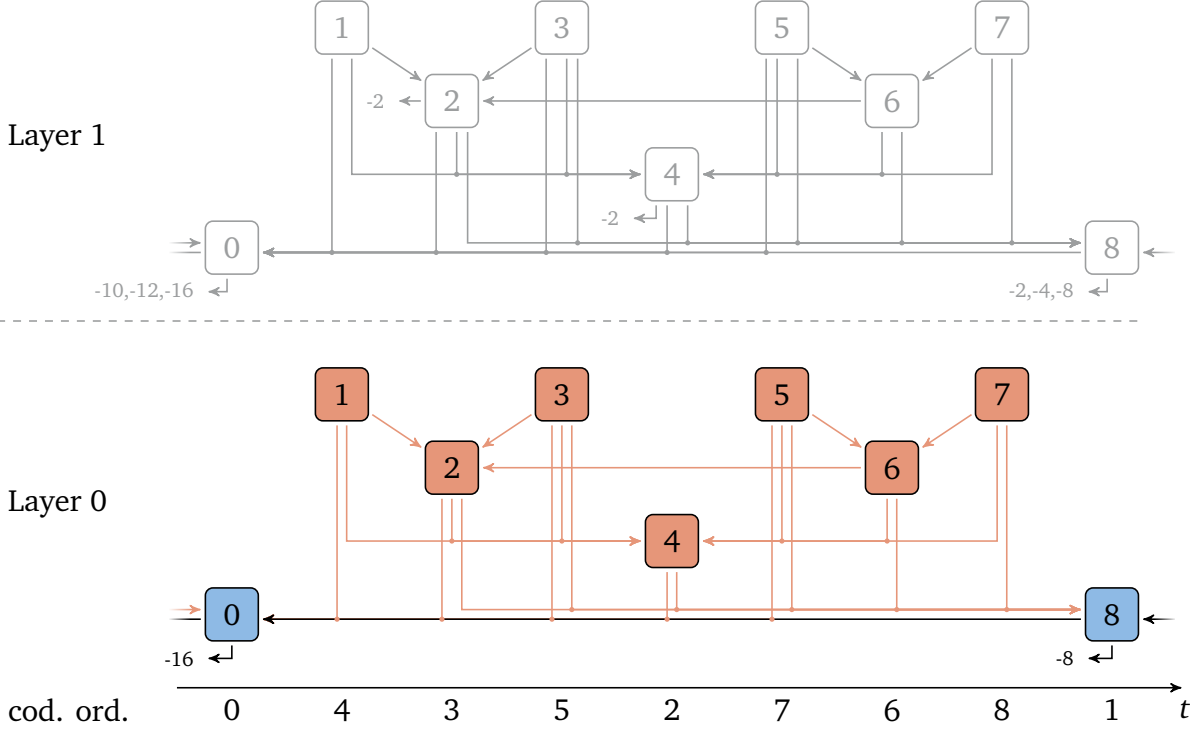 1 3 5 7
-2 2 6
Layer 1
4
-2
0 8
-10,-12,-16 -2,-4,-8
1 3 5 7
2 6
Layer 0
4
0 8
-16 -8
cod. ord. 0 4 3 5 2 7 6 8 1 t